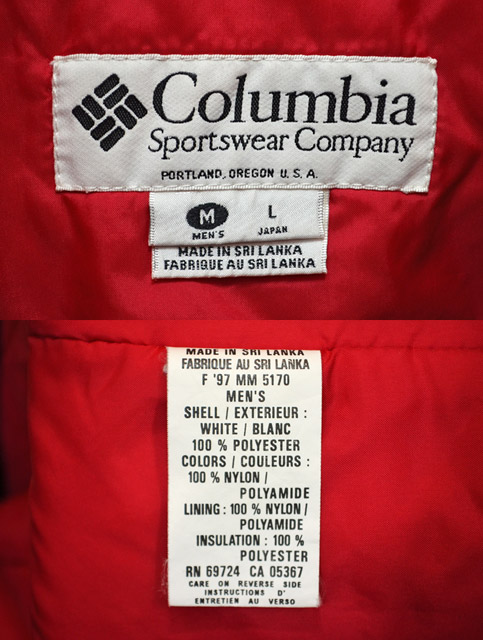 Columbia
Sportswear Company
PORTLAND, OREGON U.S.A.
M L
MEN'S JAPAN
MADE IN SRI LANKA
FABRIQUE AU SRI LANKA
MADE IN SRI LANKA
FABRIQUE AU SRI LANKA
F '97 MM 5170
MEN'S
SHELL / EXTERIEUR :
WHITE / BLANC
100 % POLYESTER
COLORS / COULEURS :
100 % NYLON /
POLYAMIDE
LINING : 100 % NYLON /
POLYAMIDE
INSULATION : 100 %
POLYESTER
RN 69724 CA 05367
CARE ON REVERSE SIDE
INSTRUCTIONS D'
ENTRETIEN AU VERSO